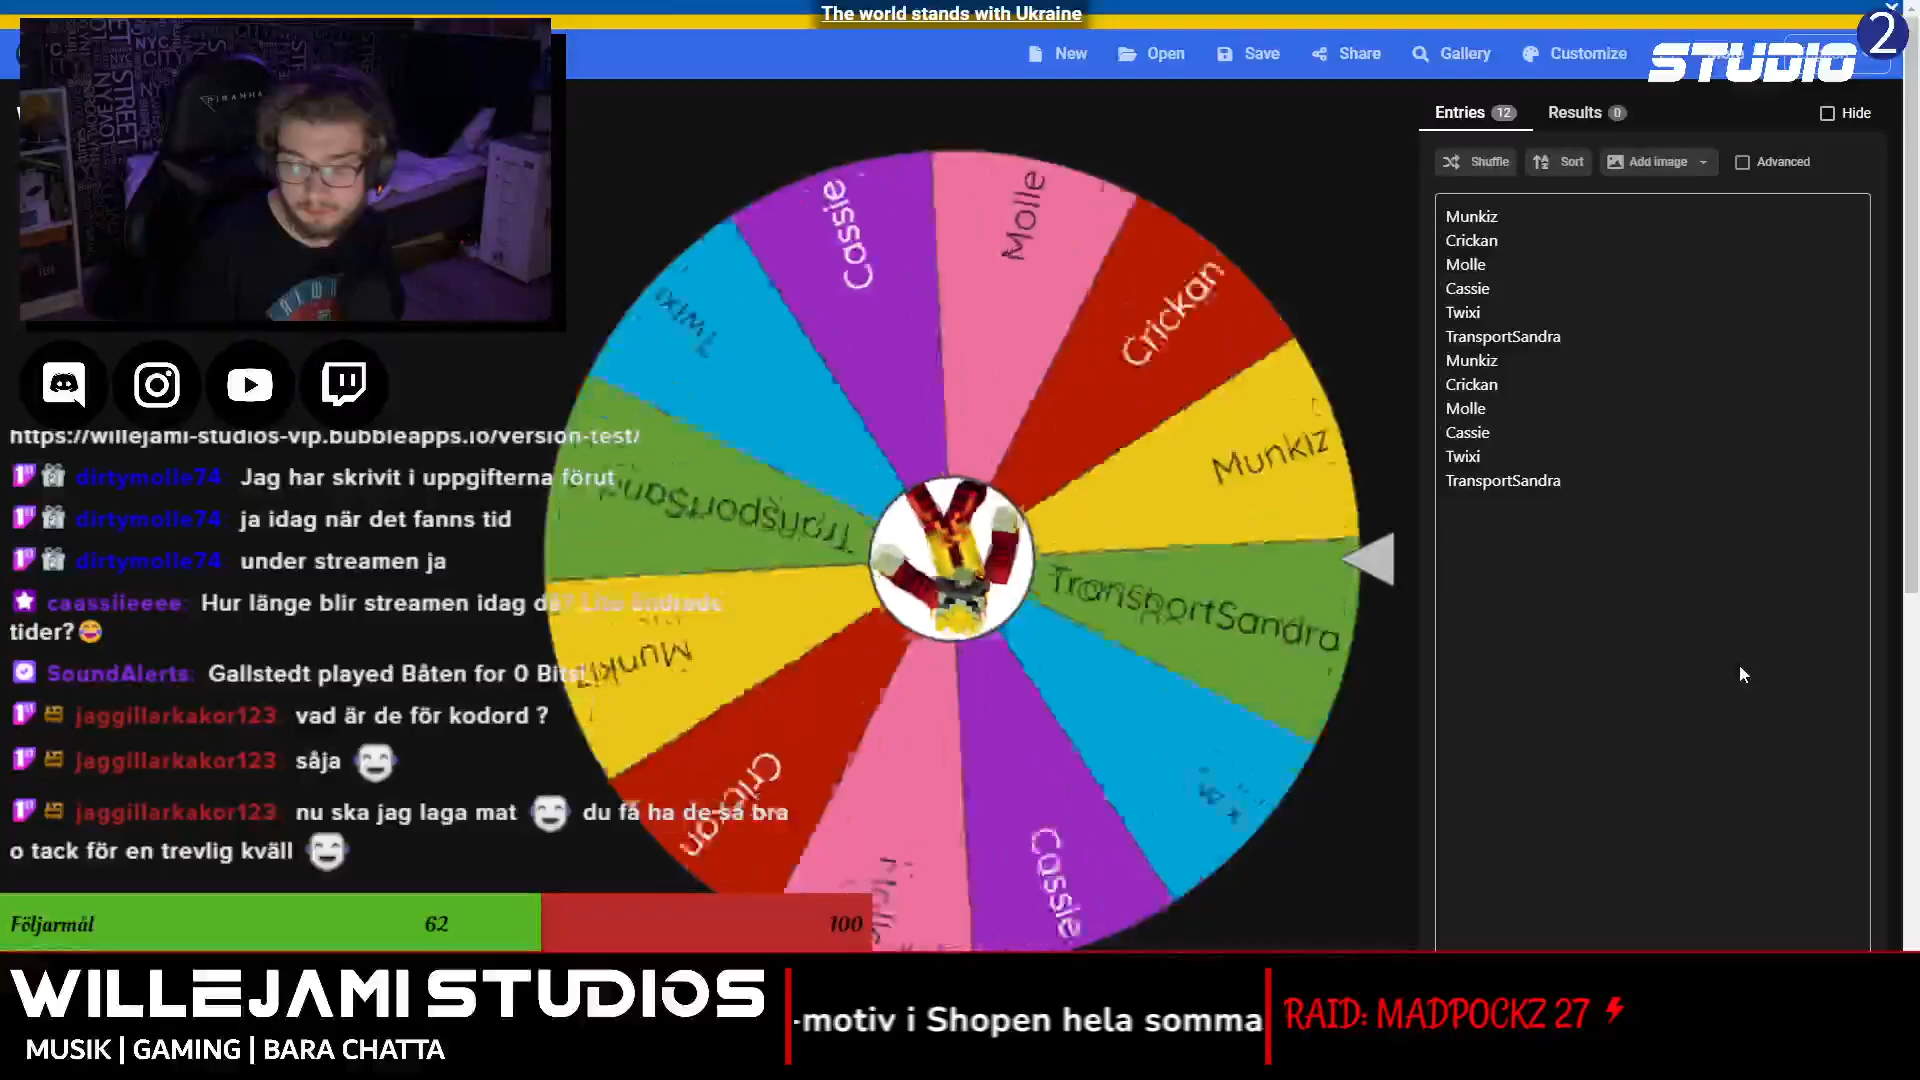 The world stands with Ukraine
New Open Save Share Gallery Customize
STUDIO 2
NYC
CITY
PIRANHA
Entries 12 Results 0 Hide
Shuffle Sort Add image Advanced
Munkiz
Crickan
Molle
Cassie
Twixi
TransportSandra
Munkiz
Crickan
Molle
Cassie
Twixi
TransportSandra
Cassie
Molle
Crickan
Munkiz
TransportSandra
Cassie
Crickan
Munkiz
Twixi
https://willejami-studios-vip.bubbleapps.io/version-test/
dirtymolle74: Jag har skrivit i uppgifterna förut
dirtymolle74: ja idag när det fanns tid
dirtymolle74: under streamen ja
caassiieeee: Hur länge blir streamen idag då? Lite ändrade
tider?😂
SoundAlerts: Gallstedt played Båten for 0 Bits!
jaggillarkakor123: vad är de för kodord ?
jaggillarkakor123: såja
jaggillarkakor123: nu ska jag laga mat du få ha de så bra
o tack för en trevlig kväll
Följarmål 62 100
WILLEJAMI STUDIOS
MUSIK | GAMING | BARA CHATTA
-motiv i Shopen hela somma
RAID: MADPOCKZ 27